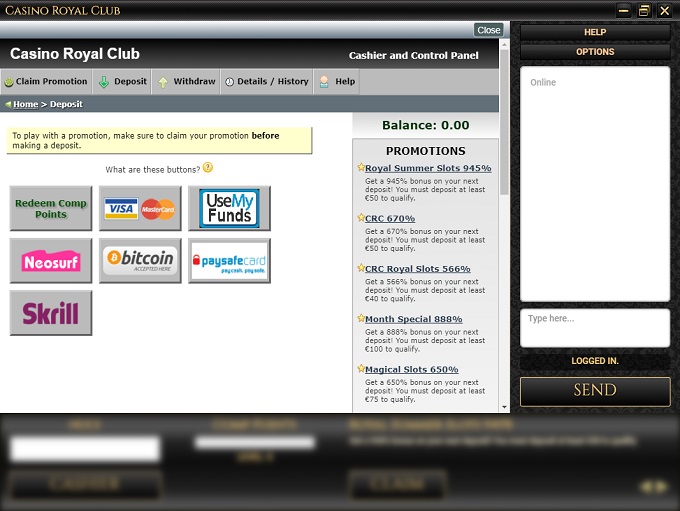 Casino Royal Club
Close
Casino Royal Club
Cashier and Control Panel
Claim Promotion
Deposit
Withdraw
Details / History
Help
Home > Deposit
To play with a promotion, make sure to claim your promotion before
making a deposit.
What are these buttons? ?
Redeem Comp
Points
VISA
MasterCard
UseMy
Funds
Neosurf
bitcoin
ACCEPTED HERE
paysafecard
pay cash. pay safe.
Skrill
Balance: 0.00
PROMOTIONS
Royal Summer Slots 945%
Get a 945% bonus on your next
deposit! You must deposit at least
€50 to qualify.
CRC 670%
Get a 670% bonus on your next
deposit! You must deposit at least
€50 to qualify.
CRC Royal Slots 566%
Get a 566% bonus on your next
deposit! You must deposit at least
€40 to qualify.
Month Special 888%
Get a 888% bonus on your next
deposit! You must deposit at least
€100 to qualify.
Magical Slots 650%
Get a 650% bonus on your next
deposit! You must deposit at least
€75 to qualify.
HELP
OPTIONS
Online
Type here...
LOGGED IN.
SEND
CASHIER
CLAIM